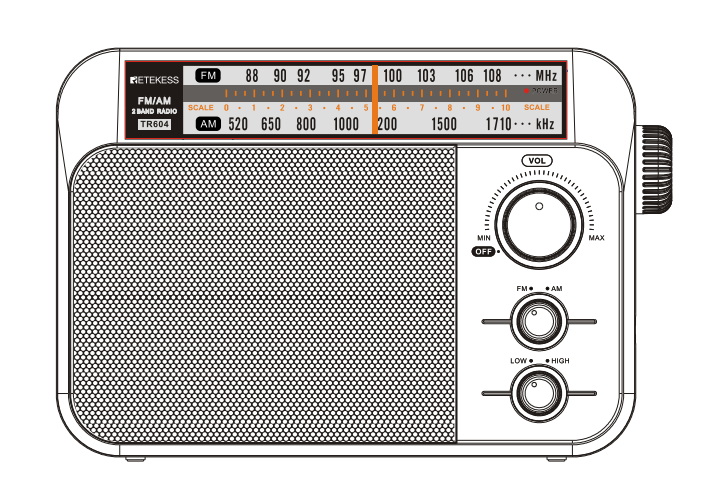 RETEKESS
FM/AM
2 BAND RADIO
TR604
FM 88 90 92 95 97 100 103 106 108 ··· MHz
POWER
SCALE 0 - 1 - 2 - 3 - 4 - 5 - 6 - 7 - 8 - 9 - 10 SCALE
AM 520 650 800 1000 200 1500 1710 ··· kHz
VOL
MIN MAX
OFF
FM AM
LOW HIGH